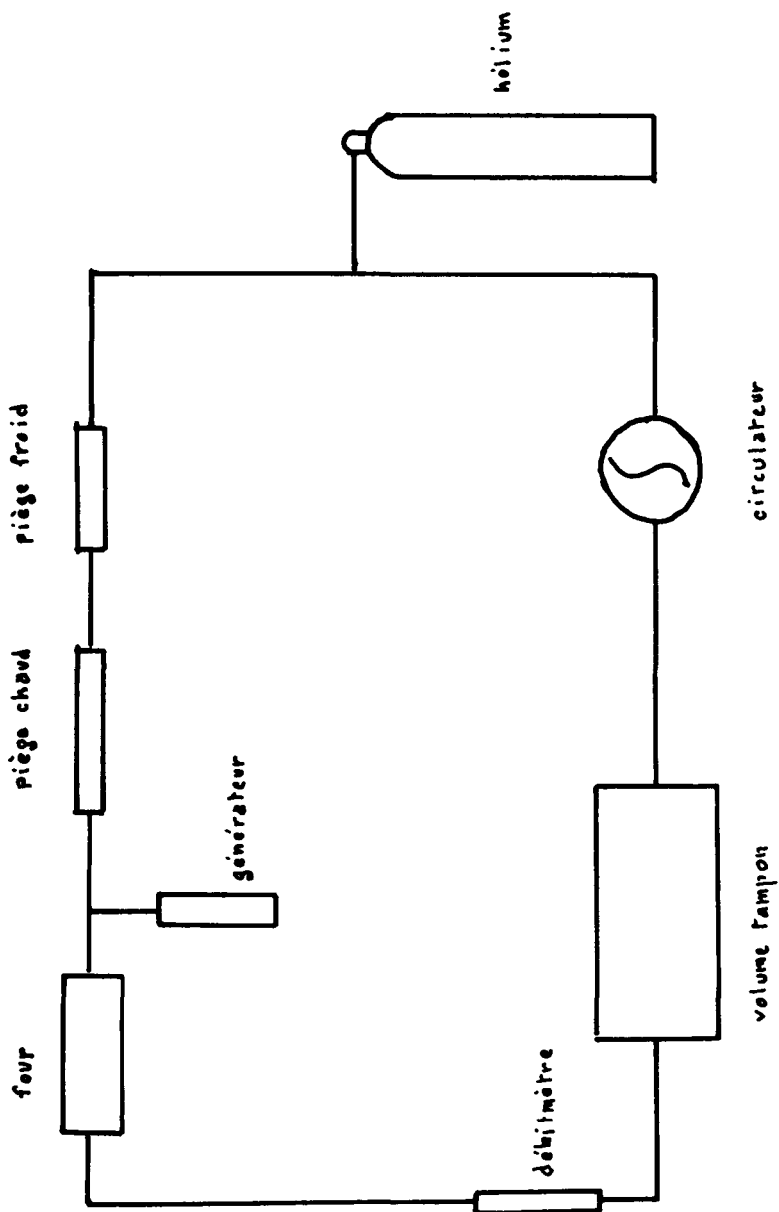 hélium
piège froid
piège chaud
générateur
four
circulateur
volume tampon
débitmètre